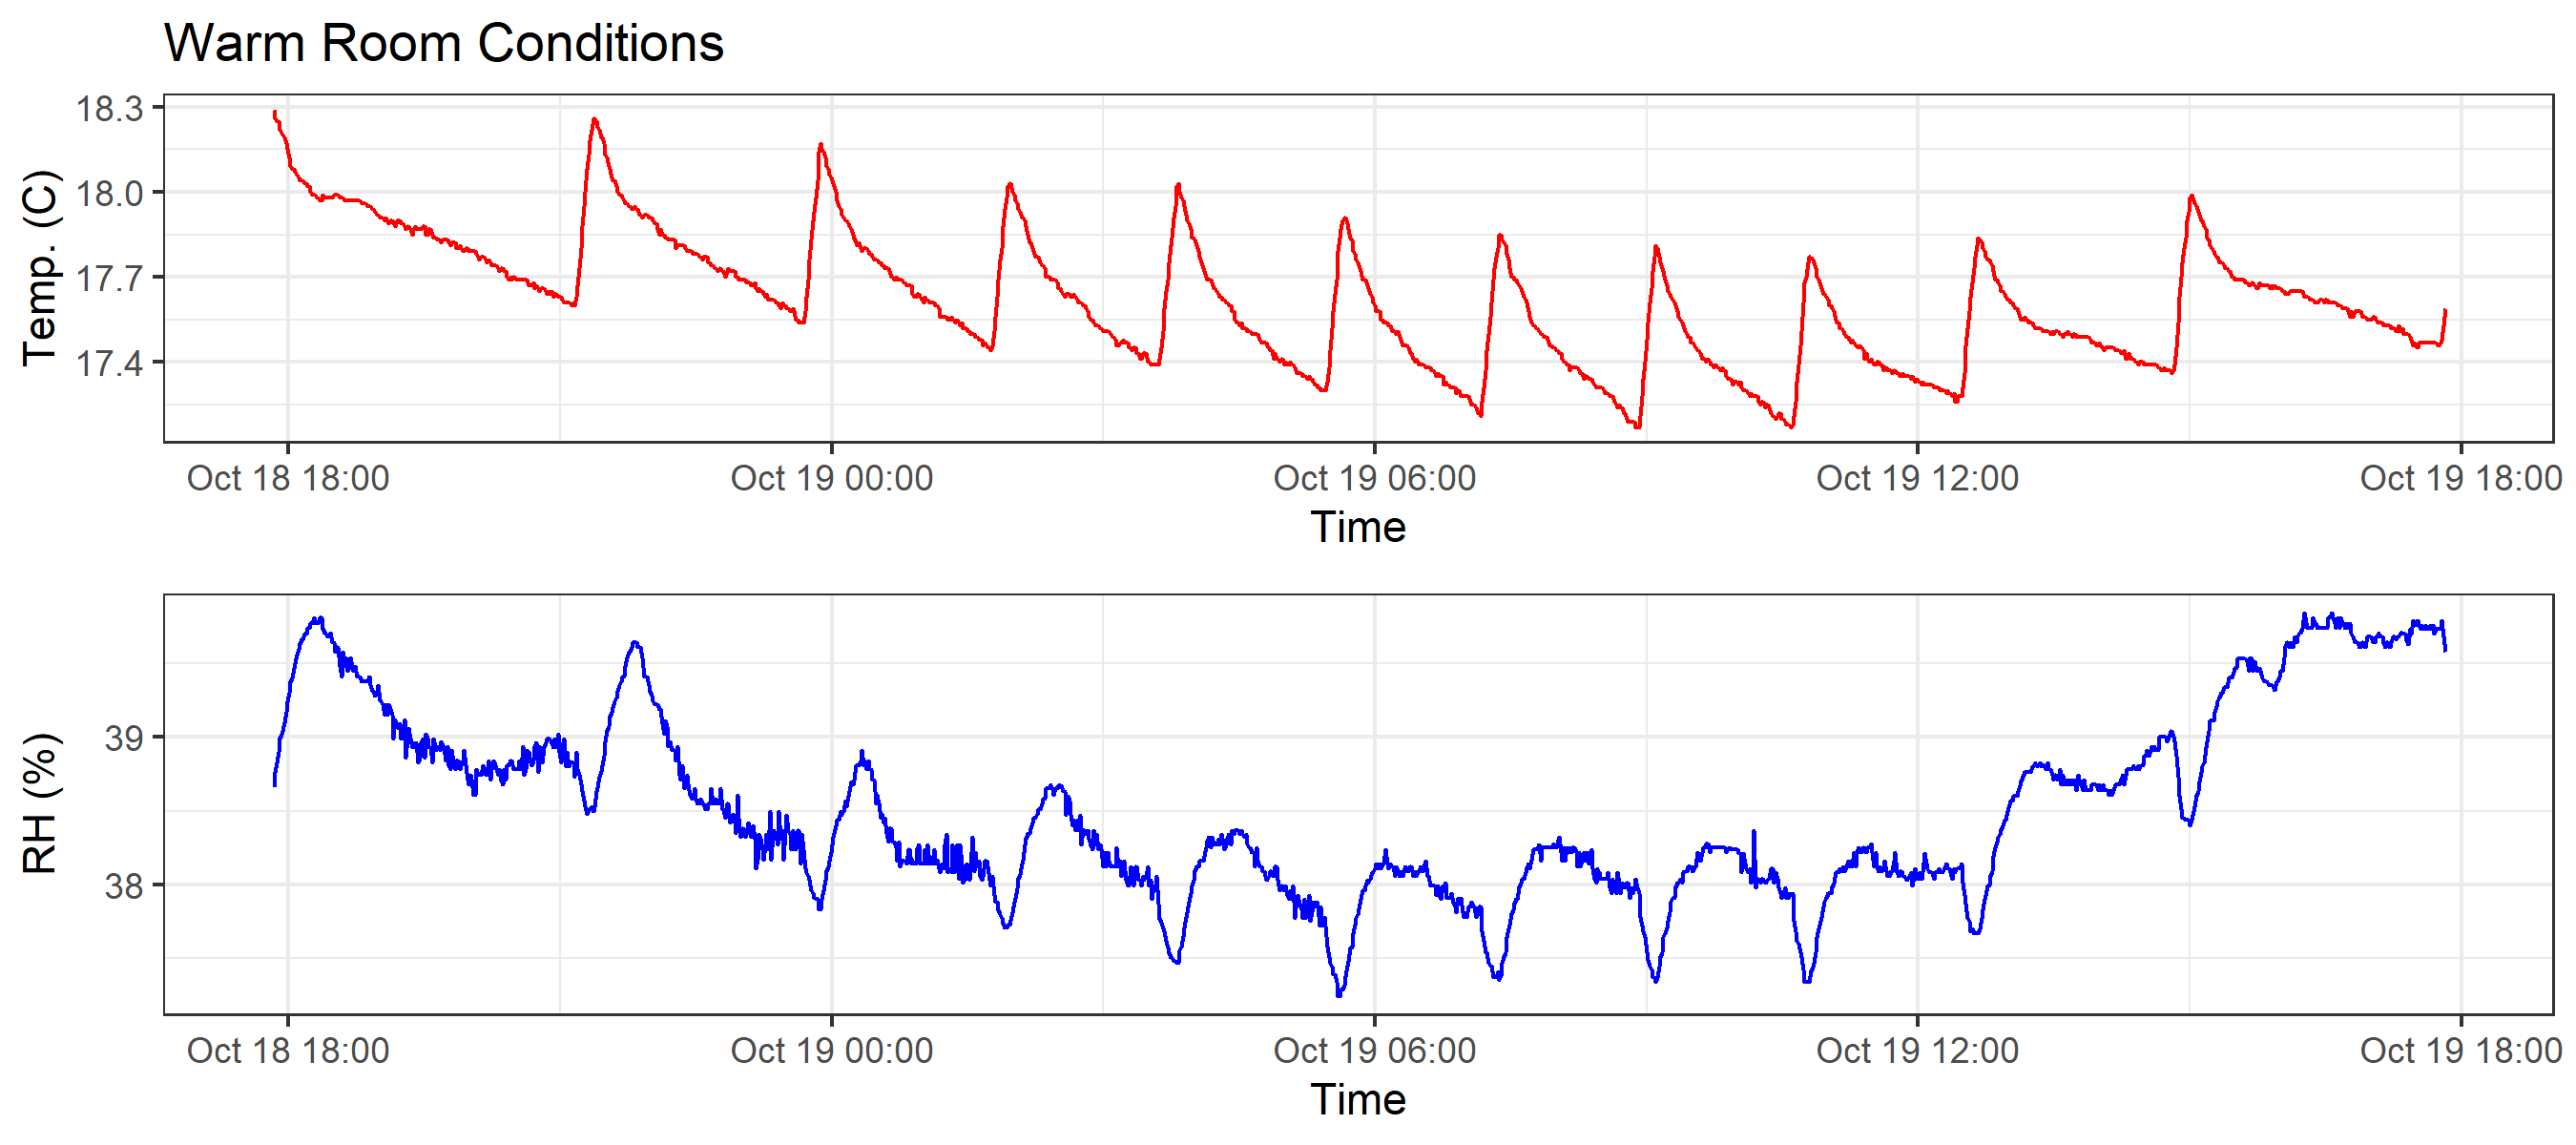 Warm Room Conditions
Temp. (C)
18.3
18.0
17.7
17.4
Oct 18 18:00 Oct 19 00:00 Oct 19 06:00 Oct 19 12:00 Oct 19 18:00
Time
RH (%)
39
38
Oct 18 18:00 Oct 19 00:00 Oct 19 06:00 Oct 19 12:00 Oct 19 18:00
Time